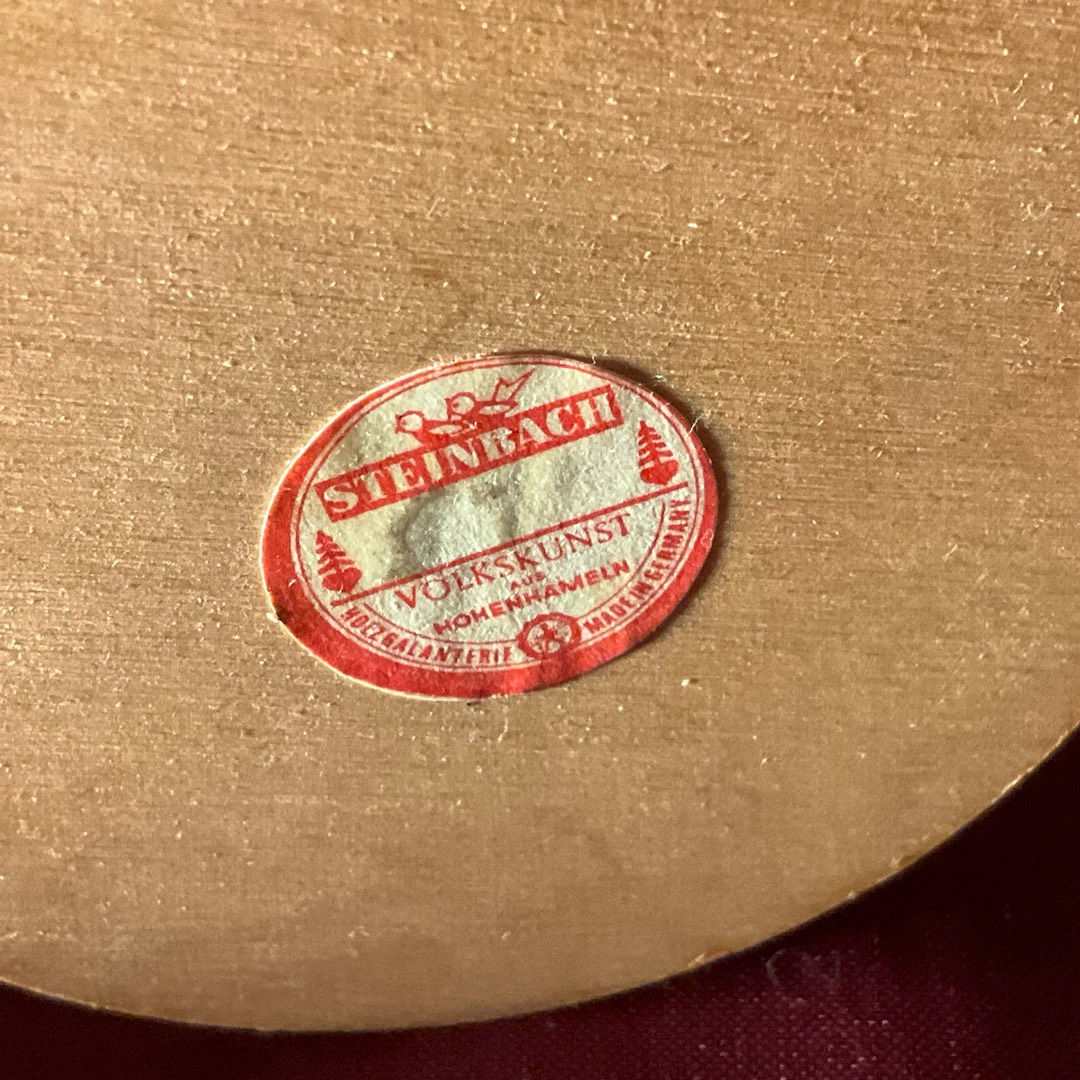 STEINBACH
VOLKSKUNST
AUS
HOHENHAMELN
HOLZGALANTERIE MADE IN GERMANY